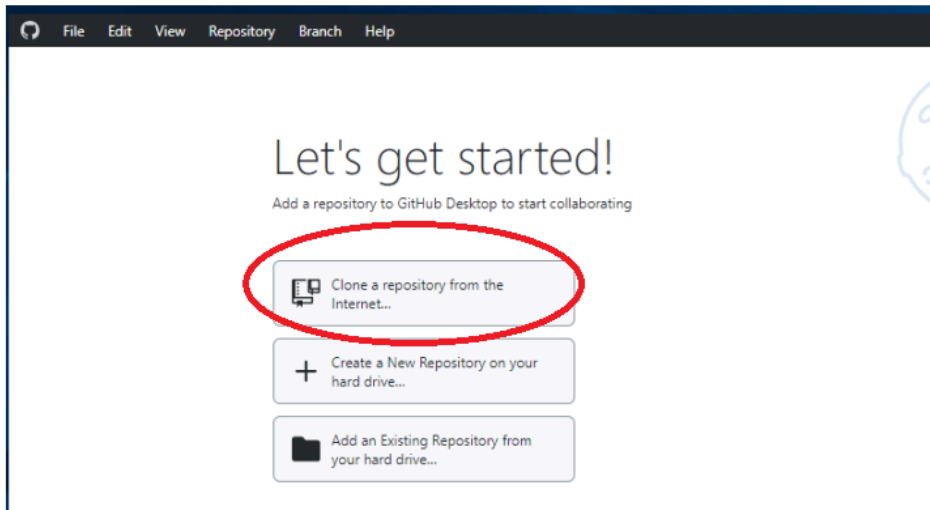 File Edit View Repository Branch Help
Let's get started!
Add a repository to GitHub Desktop to start collaborating
Clone a repository from the
Internet...
Create a New Repository on your
hard drive...
Add an Existing Repository from
your hard drive...